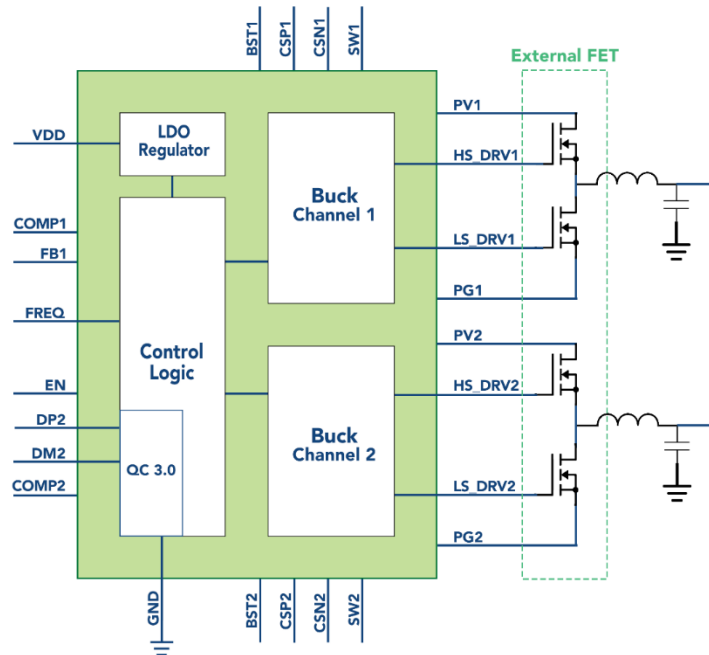 BST1
CSP1
CSN1
SW1
External FET
VDD
LDO
Regulator
PV1
HS_DRV1
Buck
Channel 1
COMP1
FB1
LS_DRV1
PG1
FREQ
Control
Logic
PV2
EN
HS_DRV2
DP2
Buck
Channel 2
DM2
QC 3.0
COMP2
LS_DRV2
PG2
GND
BST2
CSP2
CSN2
SW2